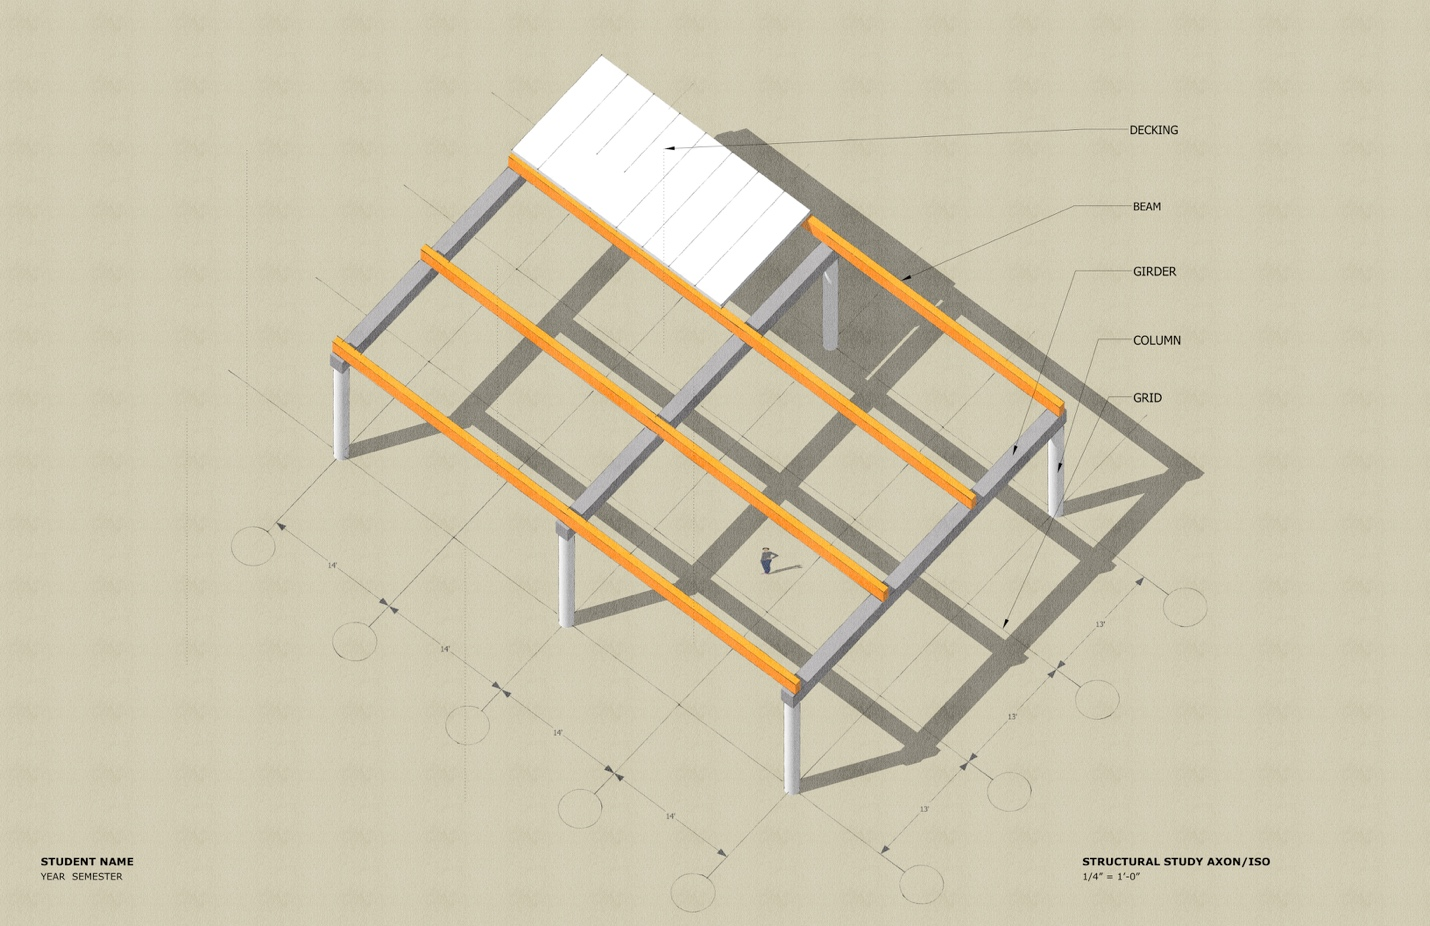 DECKING
BEAM
GIRDER
COLUMN
GRID
14'
14'
14'
14'
13'
13'
13'
STUDENT NAME
YEAR SEMESTER
STRUCTURAL STUDY AXON/ISO
1/4" = 1'-0"